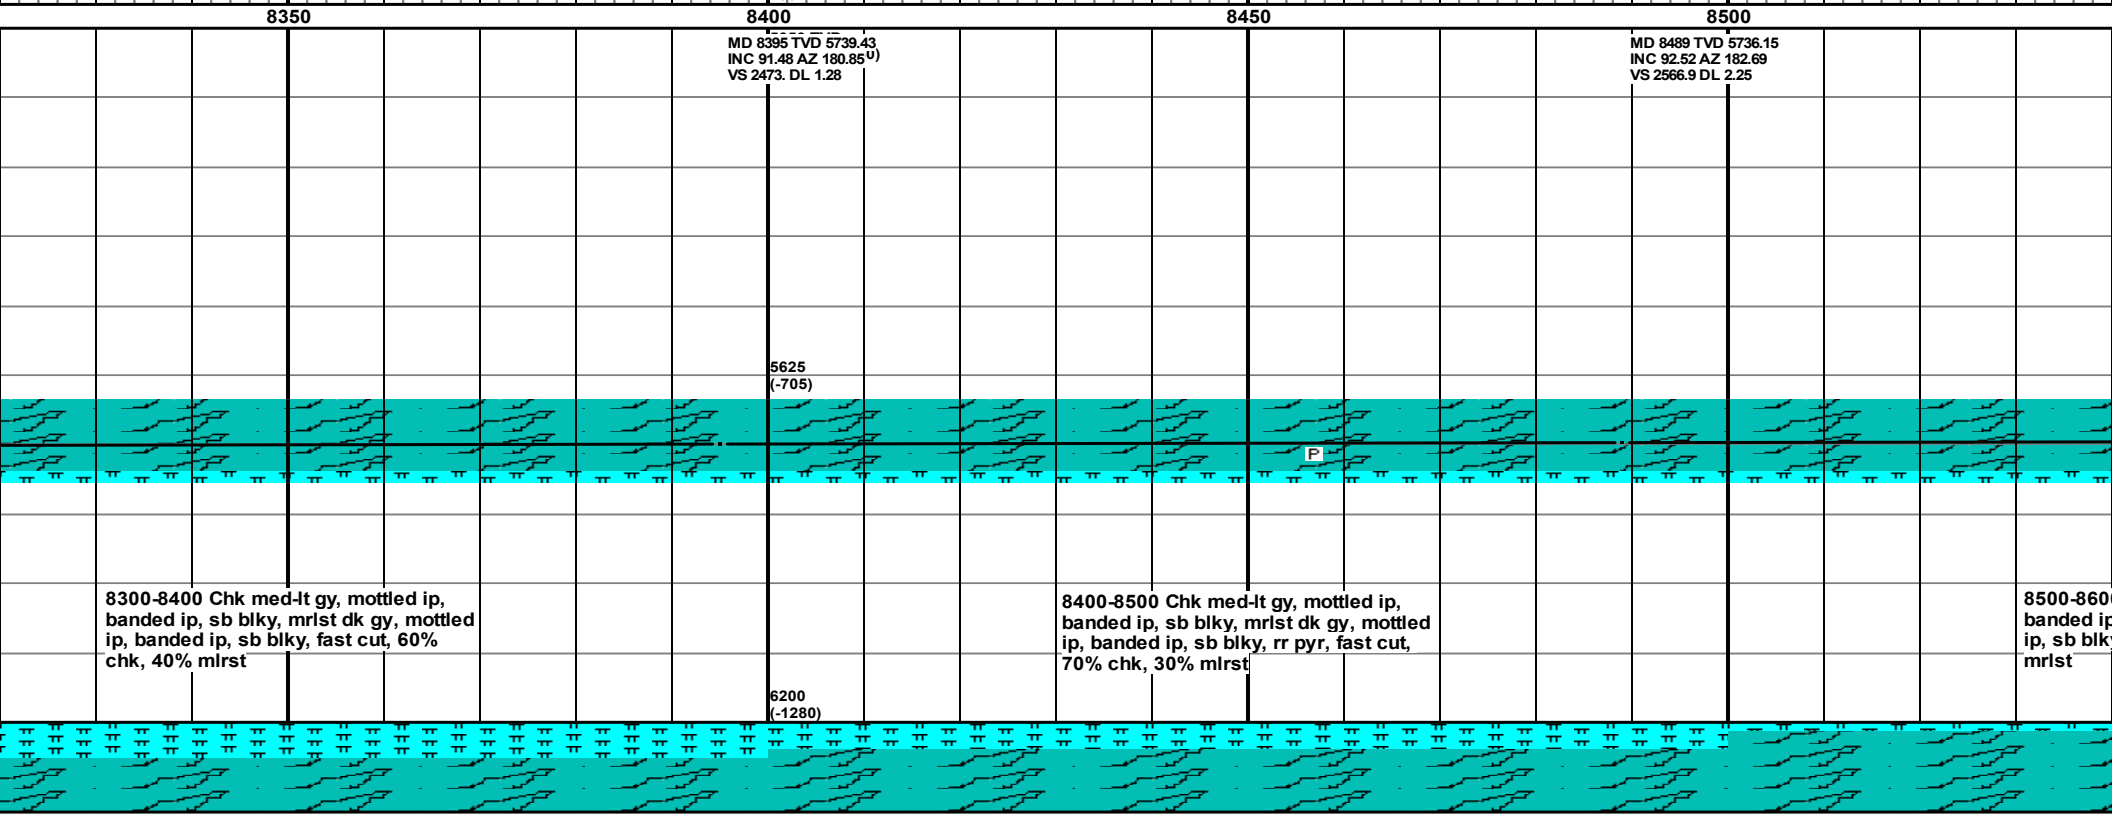 8350 8400 8450 8500
MD 8395 TVD 5739.43
INC 91.48 AZ 180.85
VS 2473. DL 1.28
MD 8489 TVD 5736.15
INC 92.52 AZ 182.69
VS 2566.9 DL 2.25
5625
(-705)
P
8300-8400 Chk med-lt gy, mottled ip,
banded ip, sb blky, mrlst dk gy, mottled
ip, banded ip, sb blky, fast cut, 60%
chk, 40% mlrst
8400-8500 Chk med-lt gy, mottled ip,
banded ip, sb blky, mrlst dk gy, mottled
ip, banded ip, sb blky, rr pyr, fast cut,
70% chk, 30% mlrst
8500-8600
banded ip
ip, sb blky
mrlst
6200
(-1280)